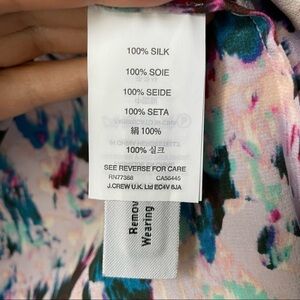 100% SILK
100% SOIE
100% SEIDE
100% SETA
絹 100%
100% 실크
SEE REVERSE FOR CARE
RN77388 CA56445
J.CREW U.K. Ltd EC4V 6JA
Remov
Wearing